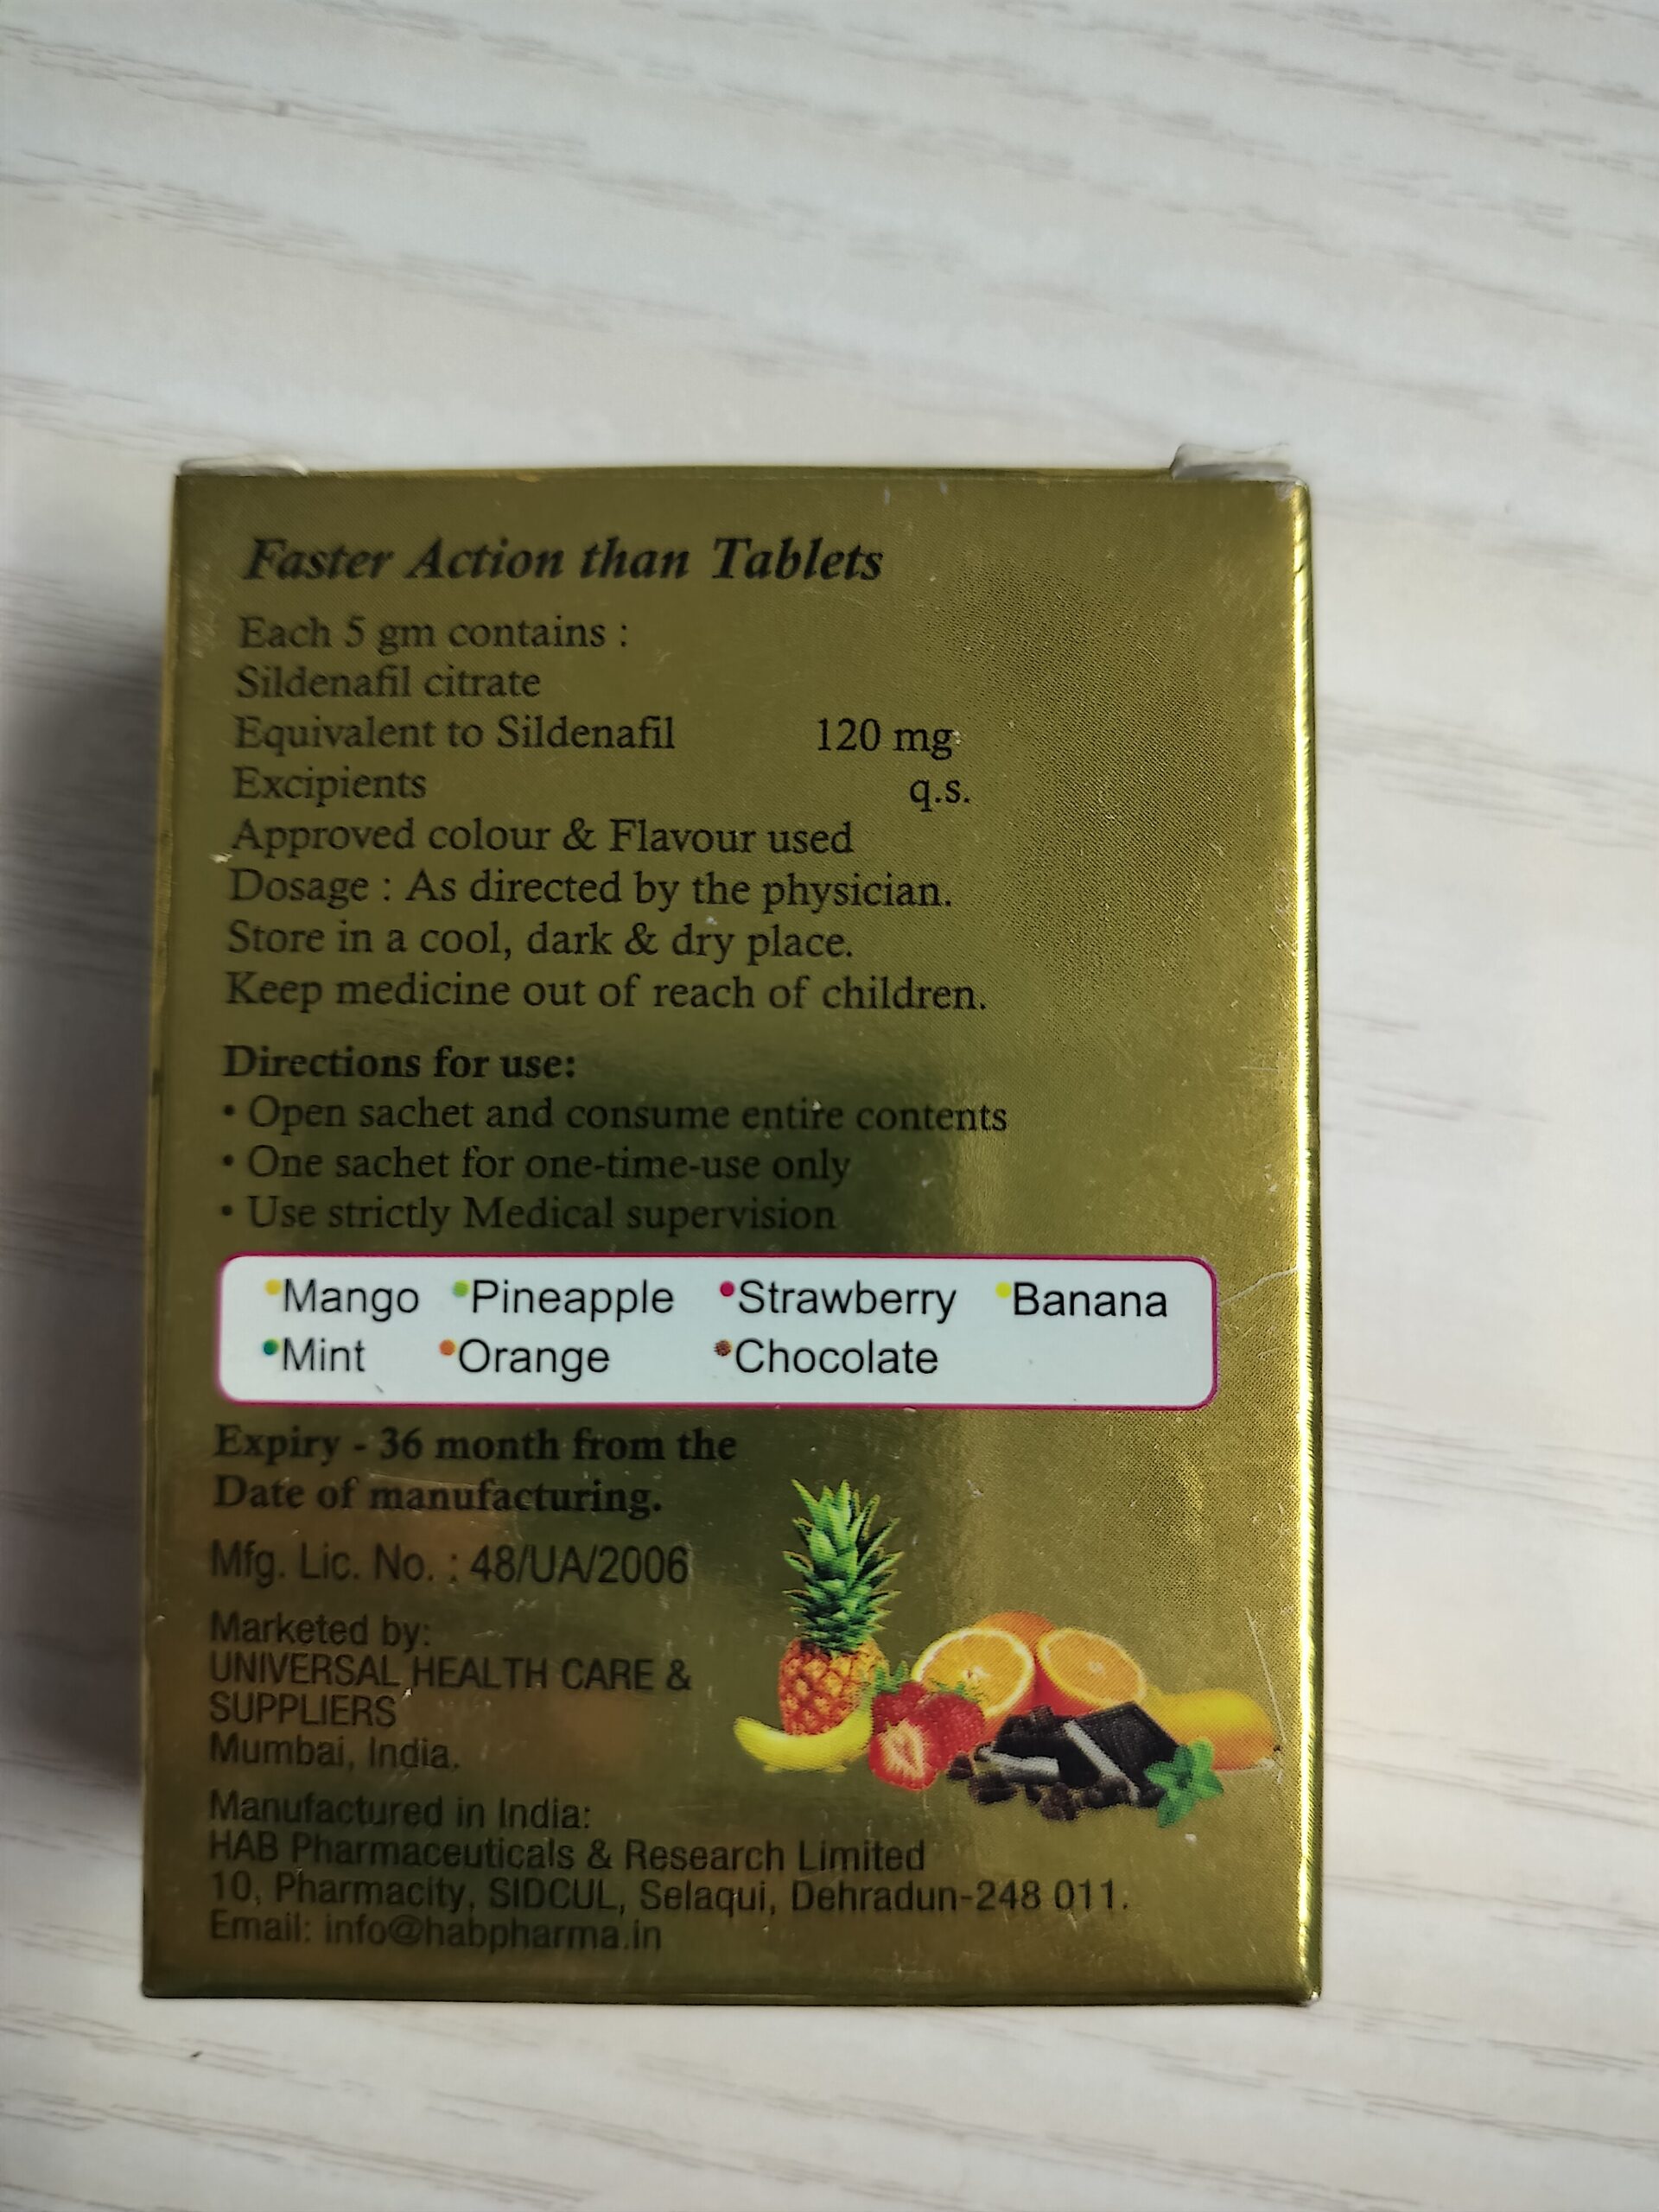 Faster Action than Tablets
Each 5 gm contains :
Sildenafil citrate
Equivalent to Sildenafil 120 mg
Excipients q.s.
Approved colour & Flavour used
Dosage : As directed by the physician.
Store in a cool, dark & dry place.
Keep medicine out of reach of children.
Directions for use:
• Open sachet and consume entire contents
• One sachet for one-time-use only
• Use strictly Medical supervision
•Mango •Pineapple •Strawberry •Banana
•Mint •Orange •Chocolate
Expiry - 36 month from the
Date of manufacturing.
Mfg. Lic. No. : 48/UA/2006
Marketed by:
UNIVERSAL HEALTH CARE &
SUPPLIERS
Mumbai, India.
Manufactured in India:
HAB Pharmaceuticals & Research Limited
10, Pharmacity, SIDCUL, Selaqui, Dehradun-248 011.
Email: info@habpharma.in